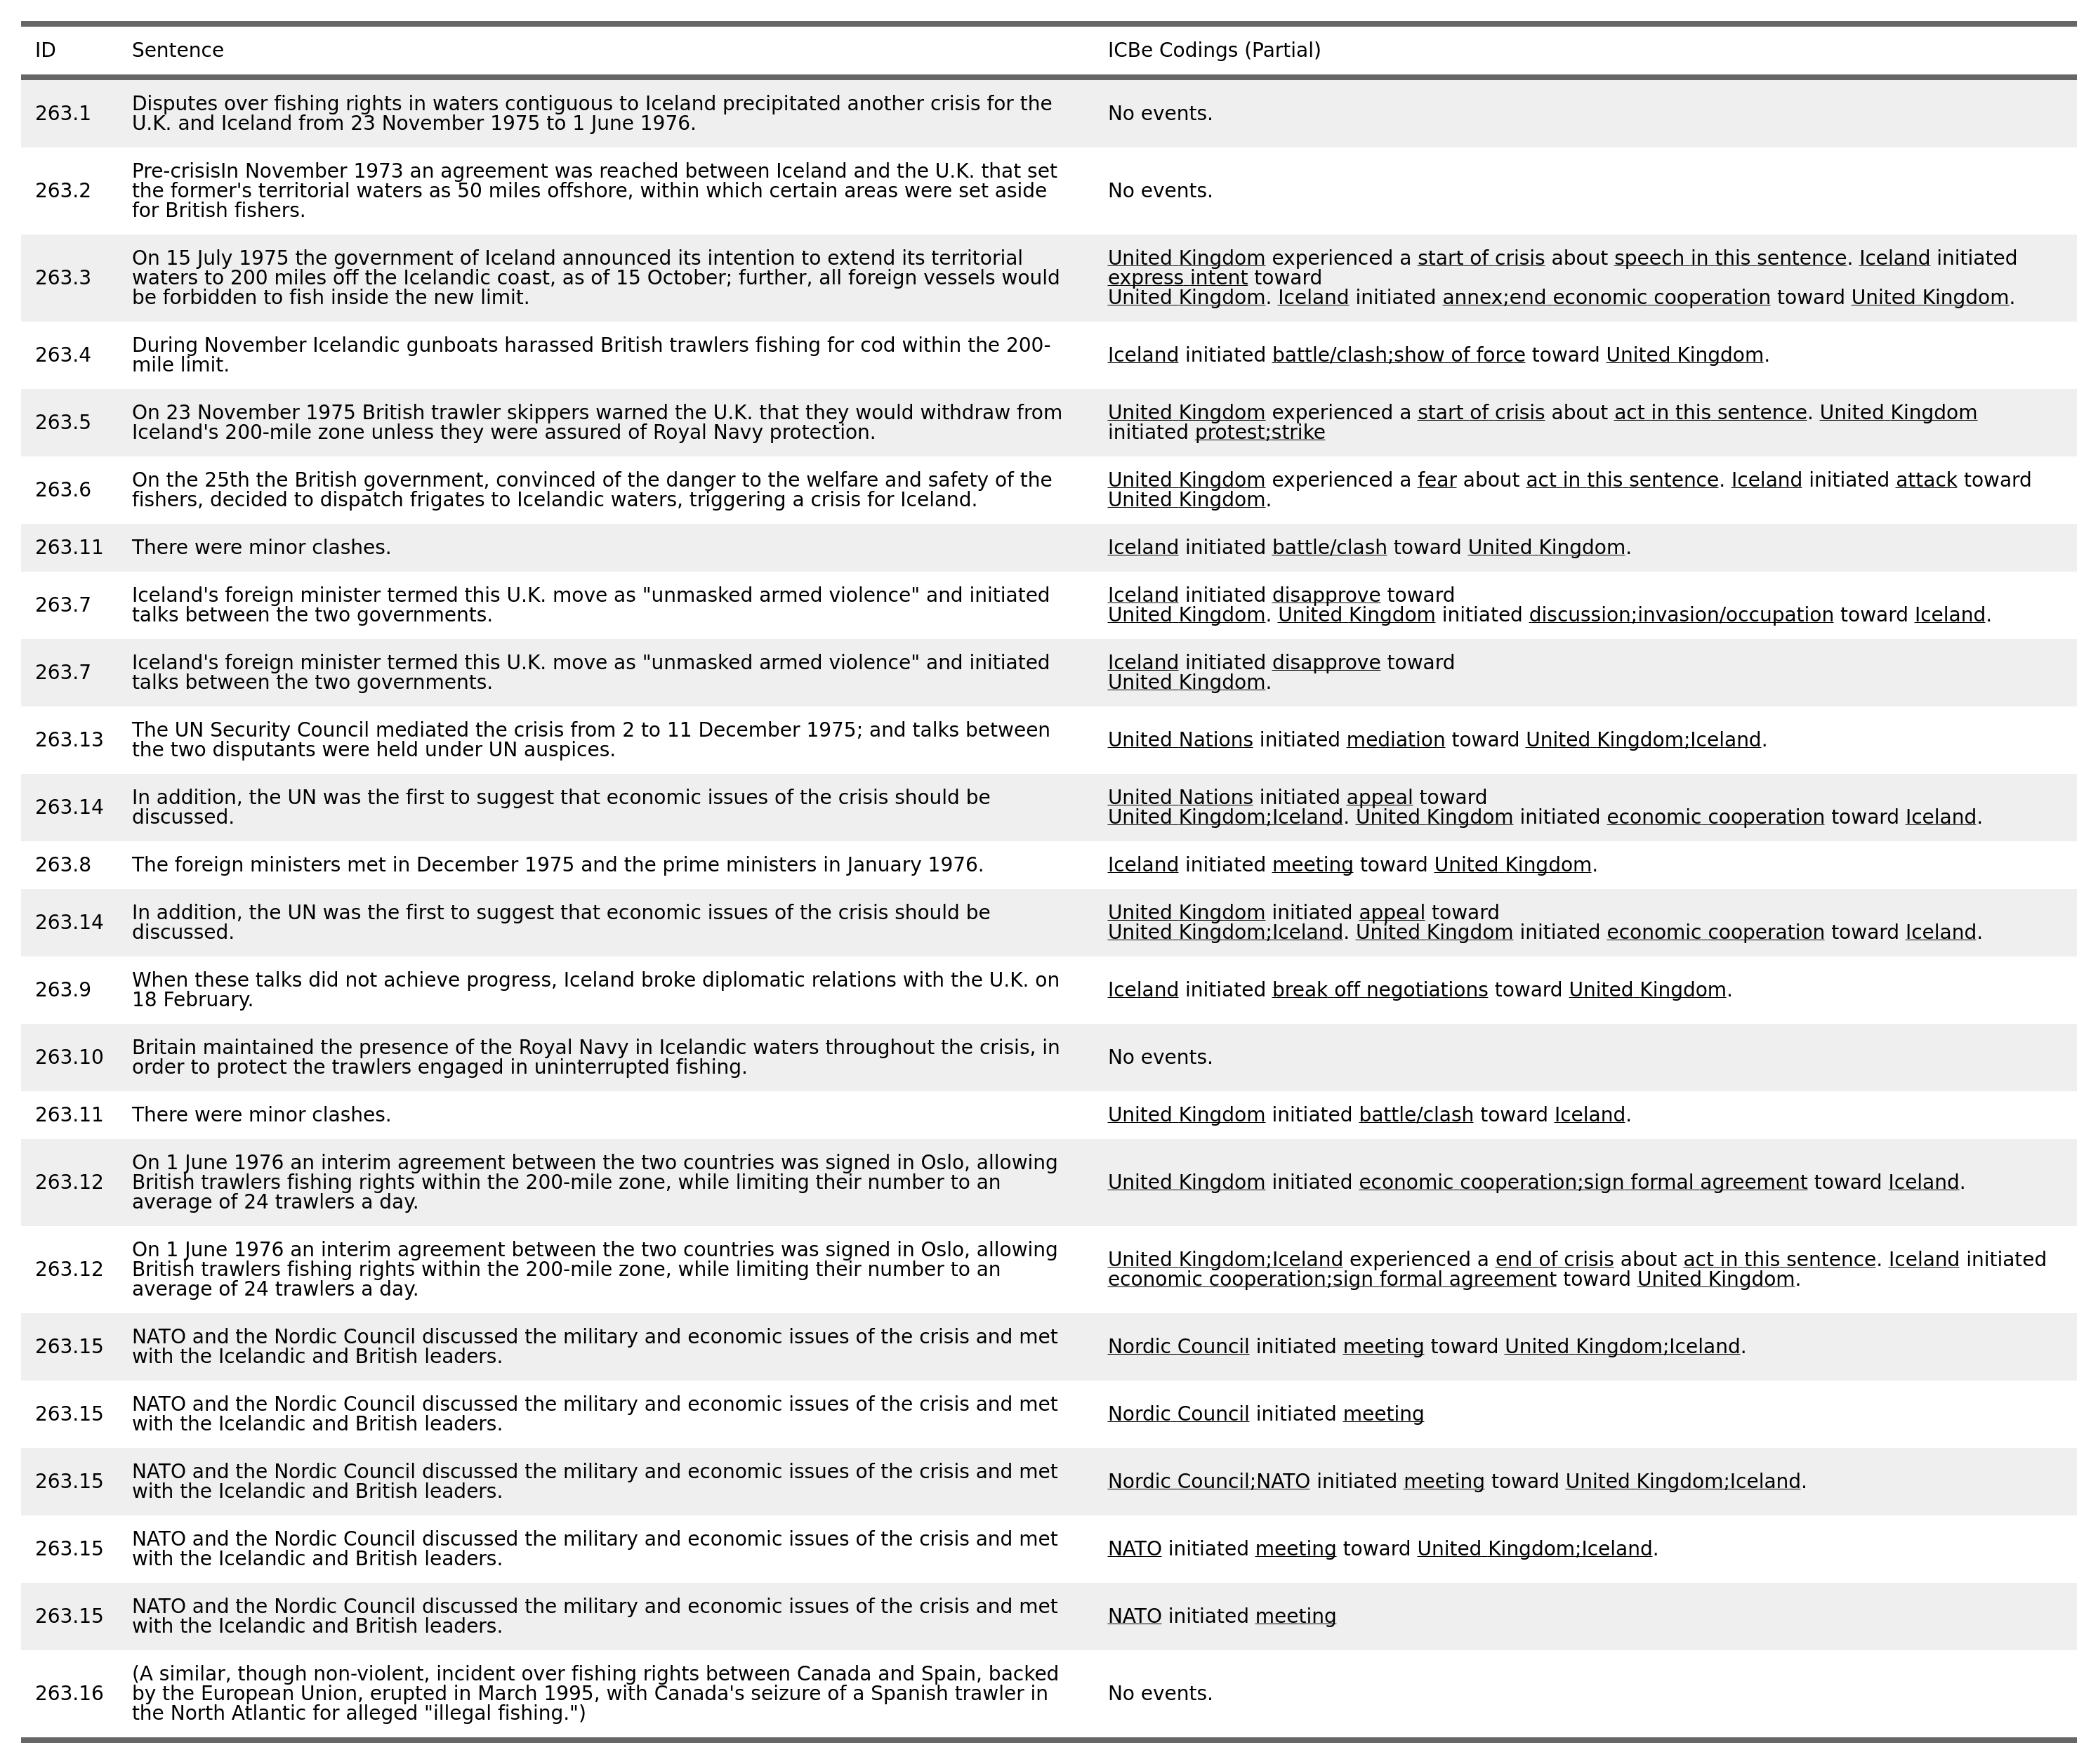 ID Sentence ICBe Codings (Partial)
263.1 Disputes over fishing rights in waters contiguous to Iceland precipitated another crisis for the
U.K. and Iceland from 23 November 1975 to 1 June 1976.
No events.
263.2 Pre-crisisIn November 1973 an agreement was reached between Iceland and the U.K. that set
the former's territorial waters as 50 miles offshore, within which certain areas were set aside
for British fishers.
No events.
263.3 On 15 July 1975 the government of Iceland announced its intention to extend its territorial
waters to 200 miles off the Icelandic coast, as of 15 October; further, all foreign vessels would
be forbidden to fish inside the new limit.
United Kingdom experienced a start of crisis about speech in this sentence. Iceland initiated
express intent toward
United Kingdom. Iceland initiated annex;end economic cooperation toward United Kingdom.
263.4 During November Icelandic gunboats harassed British trawlers fishing for cod within the 200-
mile limit.
Iceland initiated battle/clash;show of force toward United Kingdom.
263.5 On 23 November 1975 British trawler skippers warned the U.K. that they would withdraw from
Iceland's 200-mile zone unless they were assured of Royal Navy protection.
United Kingdom experienced a start of crisis about act in this sentence. United Kingdom
initiated protest;strike
263.6 On the 25th the British government, convinced of the danger to the welfare and safety of the
fishers, decided to dispatch frigates to Icelandic waters, triggering a crisis for Iceland.
United Kingdom experienced a fear about act in this sentence. Iceland initiated attack toward
United Kingdom.
263.11 There were minor clashes.
Iceland initiated battle/clash toward United Kingdom.
263.7 Iceland's foreign minister termed this U.K. move as "unmasked armed violence" and initiated
talks between the two governments.
Iceland initiated disapprove toward
United Kingdom. United Kingdom initiated discussion;invasion/occupation toward Iceland.
263.7 Iceland's foreign minister termed this U.K. move as "unmasked armed violence" and initiated
talks between the two governments.
Iceland initiated disapprove toward
United Kingdom.
263.13 The UN Security Council mediated the crisis from 2 to 11 December 1975; and talks between
the two disputants were held under UN auspices.
United Nations initiated mediation toward United Kingdom;Iceland.
263.14 In addition, the UN was the first to suggest that economic issues of the crisis should be
discussed.
United Nations initiated appeal toward
United Kingdom;Iceland. United Kingdom initiated economic cooperation toward Iceland.
263.8 The foreign ministers met in December 1975 and the prime ministers in January 1976.
Iceland initiated meeting toward United Kingdom.
263.14 In addition, the UN was the first to suggest that economic issues of the crisis should be
discussed.
United Kingdom initiated appeal toward
United Kingdom;Iceland. United Kingdom initiated economic cooperation toward Iceland.
263.9 When these talks did not achieve progress, Iceland broke diplomatic relations with the U.K. on
18 February.
Iceland initiated break off negotiations toward United Kingdom.
263.10 Britain maintained the presence of the Royal Navy in Icelandic waters throughout the crisis, in
order to protect the trawlers engaged in uninterrupted fishing.
No events.
263.11 There were minor clashes.
United Kingdom initiated battle/clash toward Iceland.
263.12 On 1 June 1976 an interim agreement between the two countries was signed in Oslo, allowing
British trawlers fishing rights within the 200-mile zone, while limiting their number to an
average of 24 trawlers a day.
United Kingdom initiated economic cooperation;sign formal agreement toward Iceland.
263.12 On 1 June 1976 an interim agreement between the two countries was signed in Oslo, allowing
British trawlers fishing rights within the 200-mile zone, while limiting their number to an
average of 24 trawlers a day.
United Kingdom;Iceland experienced a end of crisis about act in this sentence. Iceland initiated
economic cooperation;sign formal agreement toward United Kingdom.
263.15 NATO and the Nordic Council discussed the military and economic issues of the crisis and met
with the Icelandic and British leaders.
Nordic Council initiated meeting toward United Kingdom;Iceland.
263.15 NATO and the Nordic Council discussed the military and economic issues of the crisis and met
with the Icelandic and British leaders.
Nordic Council initiated meeting
263.15 NATO and the Nordic Council discussed the military and economic issues of the crisis and met
with the Icelandic and British leaders.
Nordic Council;NATO initiated meeting toward United Kingdom;Iceland.
263.15 NATO and the Nordic Council discussed the military and economic issues of the crisis and met
with the Icelandic and British leaders.
NATO initiated meeting toward United Kingdom;Iceland.
263.15 NATO and the Nordic Council discussed the military and economic issues of the crisis and met
with the Icelandic and British leaders.
NATO initiated meeting
263.16 (A similar, though non-violent, incident over fishing rights between Canada and Spain, backed
by the European Union, erupted in March 1995, with Canada's seizure of a Spanish trawler in
the North Atlantic for alleged "illegal fishing.")
No events.